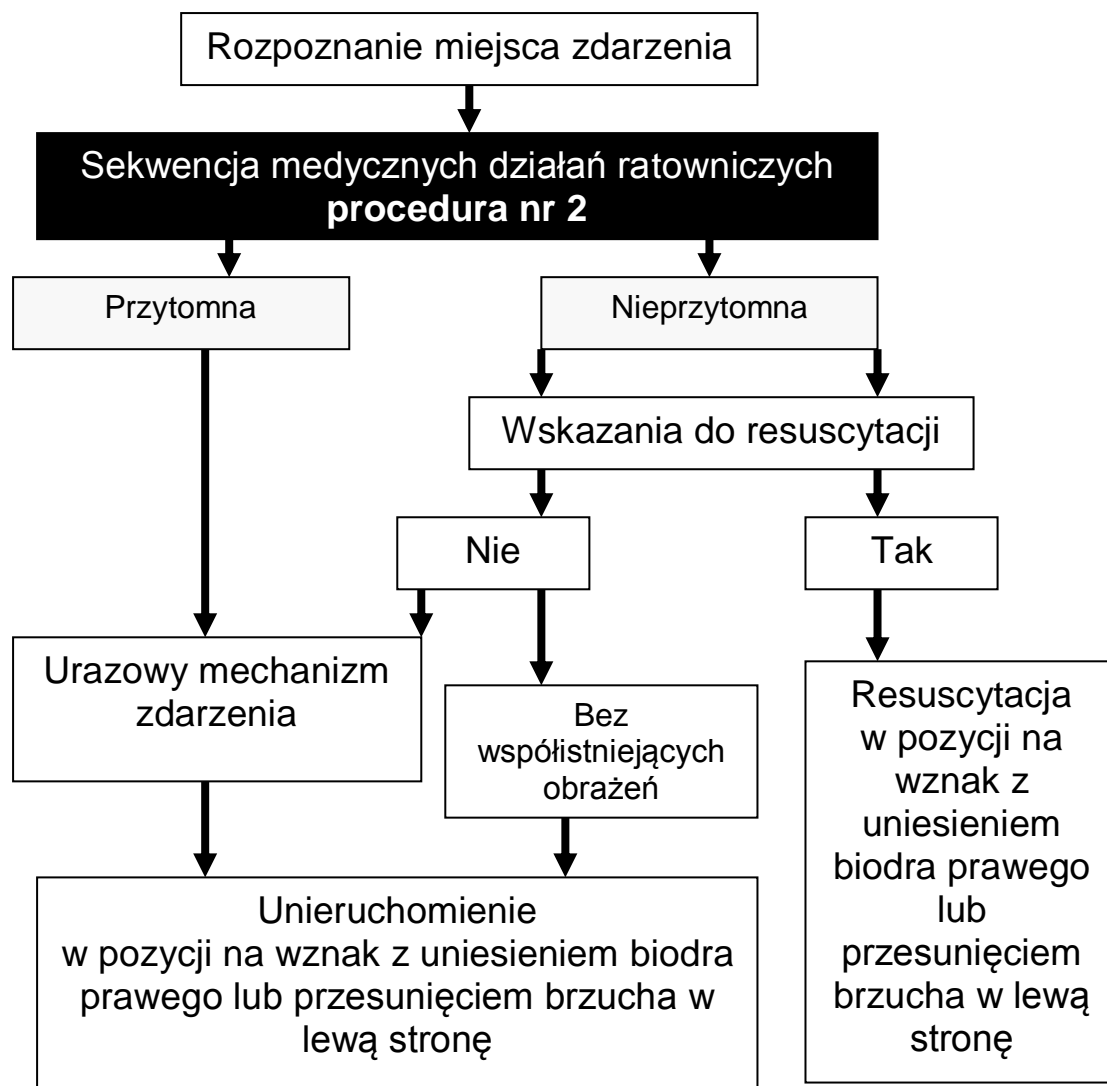 Rozpoznanie miejsca zdarzenia
Sekwencja medycznych działań ratowniczych
procedura nr 2
Przytomna
Nieprzytomna
Wskazania do resuscytacji
Nie
Tak
Urazowy mechanizm
zdarzenia
Bez
współistniejących
obrażeń
Resuscytacja
w pozycji na
wznak z
uniesieniem
biodra prawego
lub
przesunięciem
brzucha w lewą
stronę
Unieruchomienie
w pozycji na wznak z uniesieniem biodra
prawego lub przesunięciem brzucha w
lewą stronę